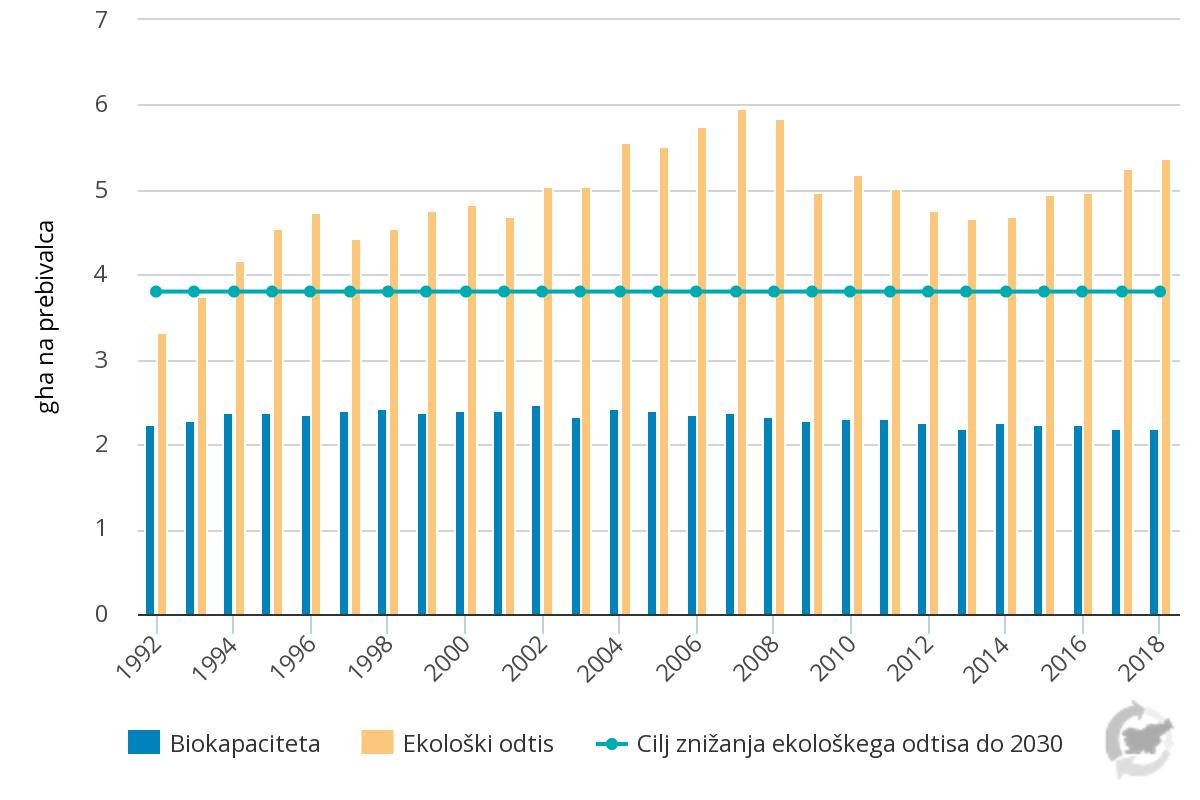 7
6
5
4
3
2
1
0
gha na prebivalca
1992 1994 1996 1998 2000 2002 2004 2006 2008 2010 2012 2014 2016 2018
Biokapaciteta Ekološki odtis Cilj znižanja ekološkega odtisa do 2030